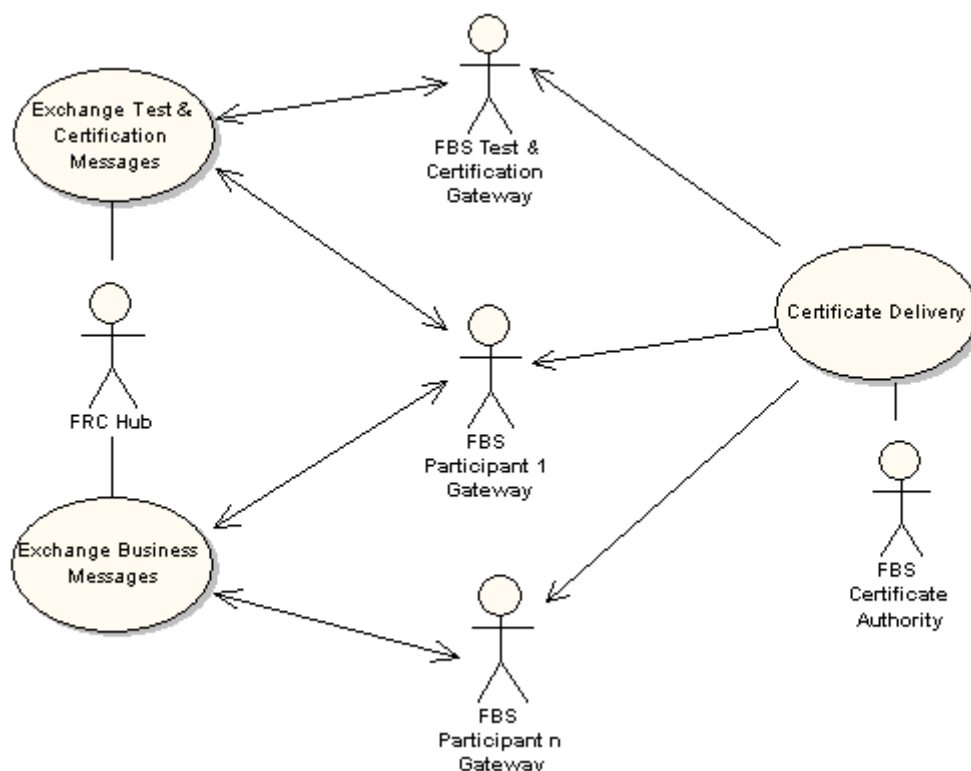 Exchange Test &
Certification
Messages
FBS Test &
Certification
Gateway
Certificate Delivery
FRC Hub
FBS
Participant 1
Gateway
Exchange Business
Messages
FBS
Certificate
Authority
FBS
Participant n
Gateway